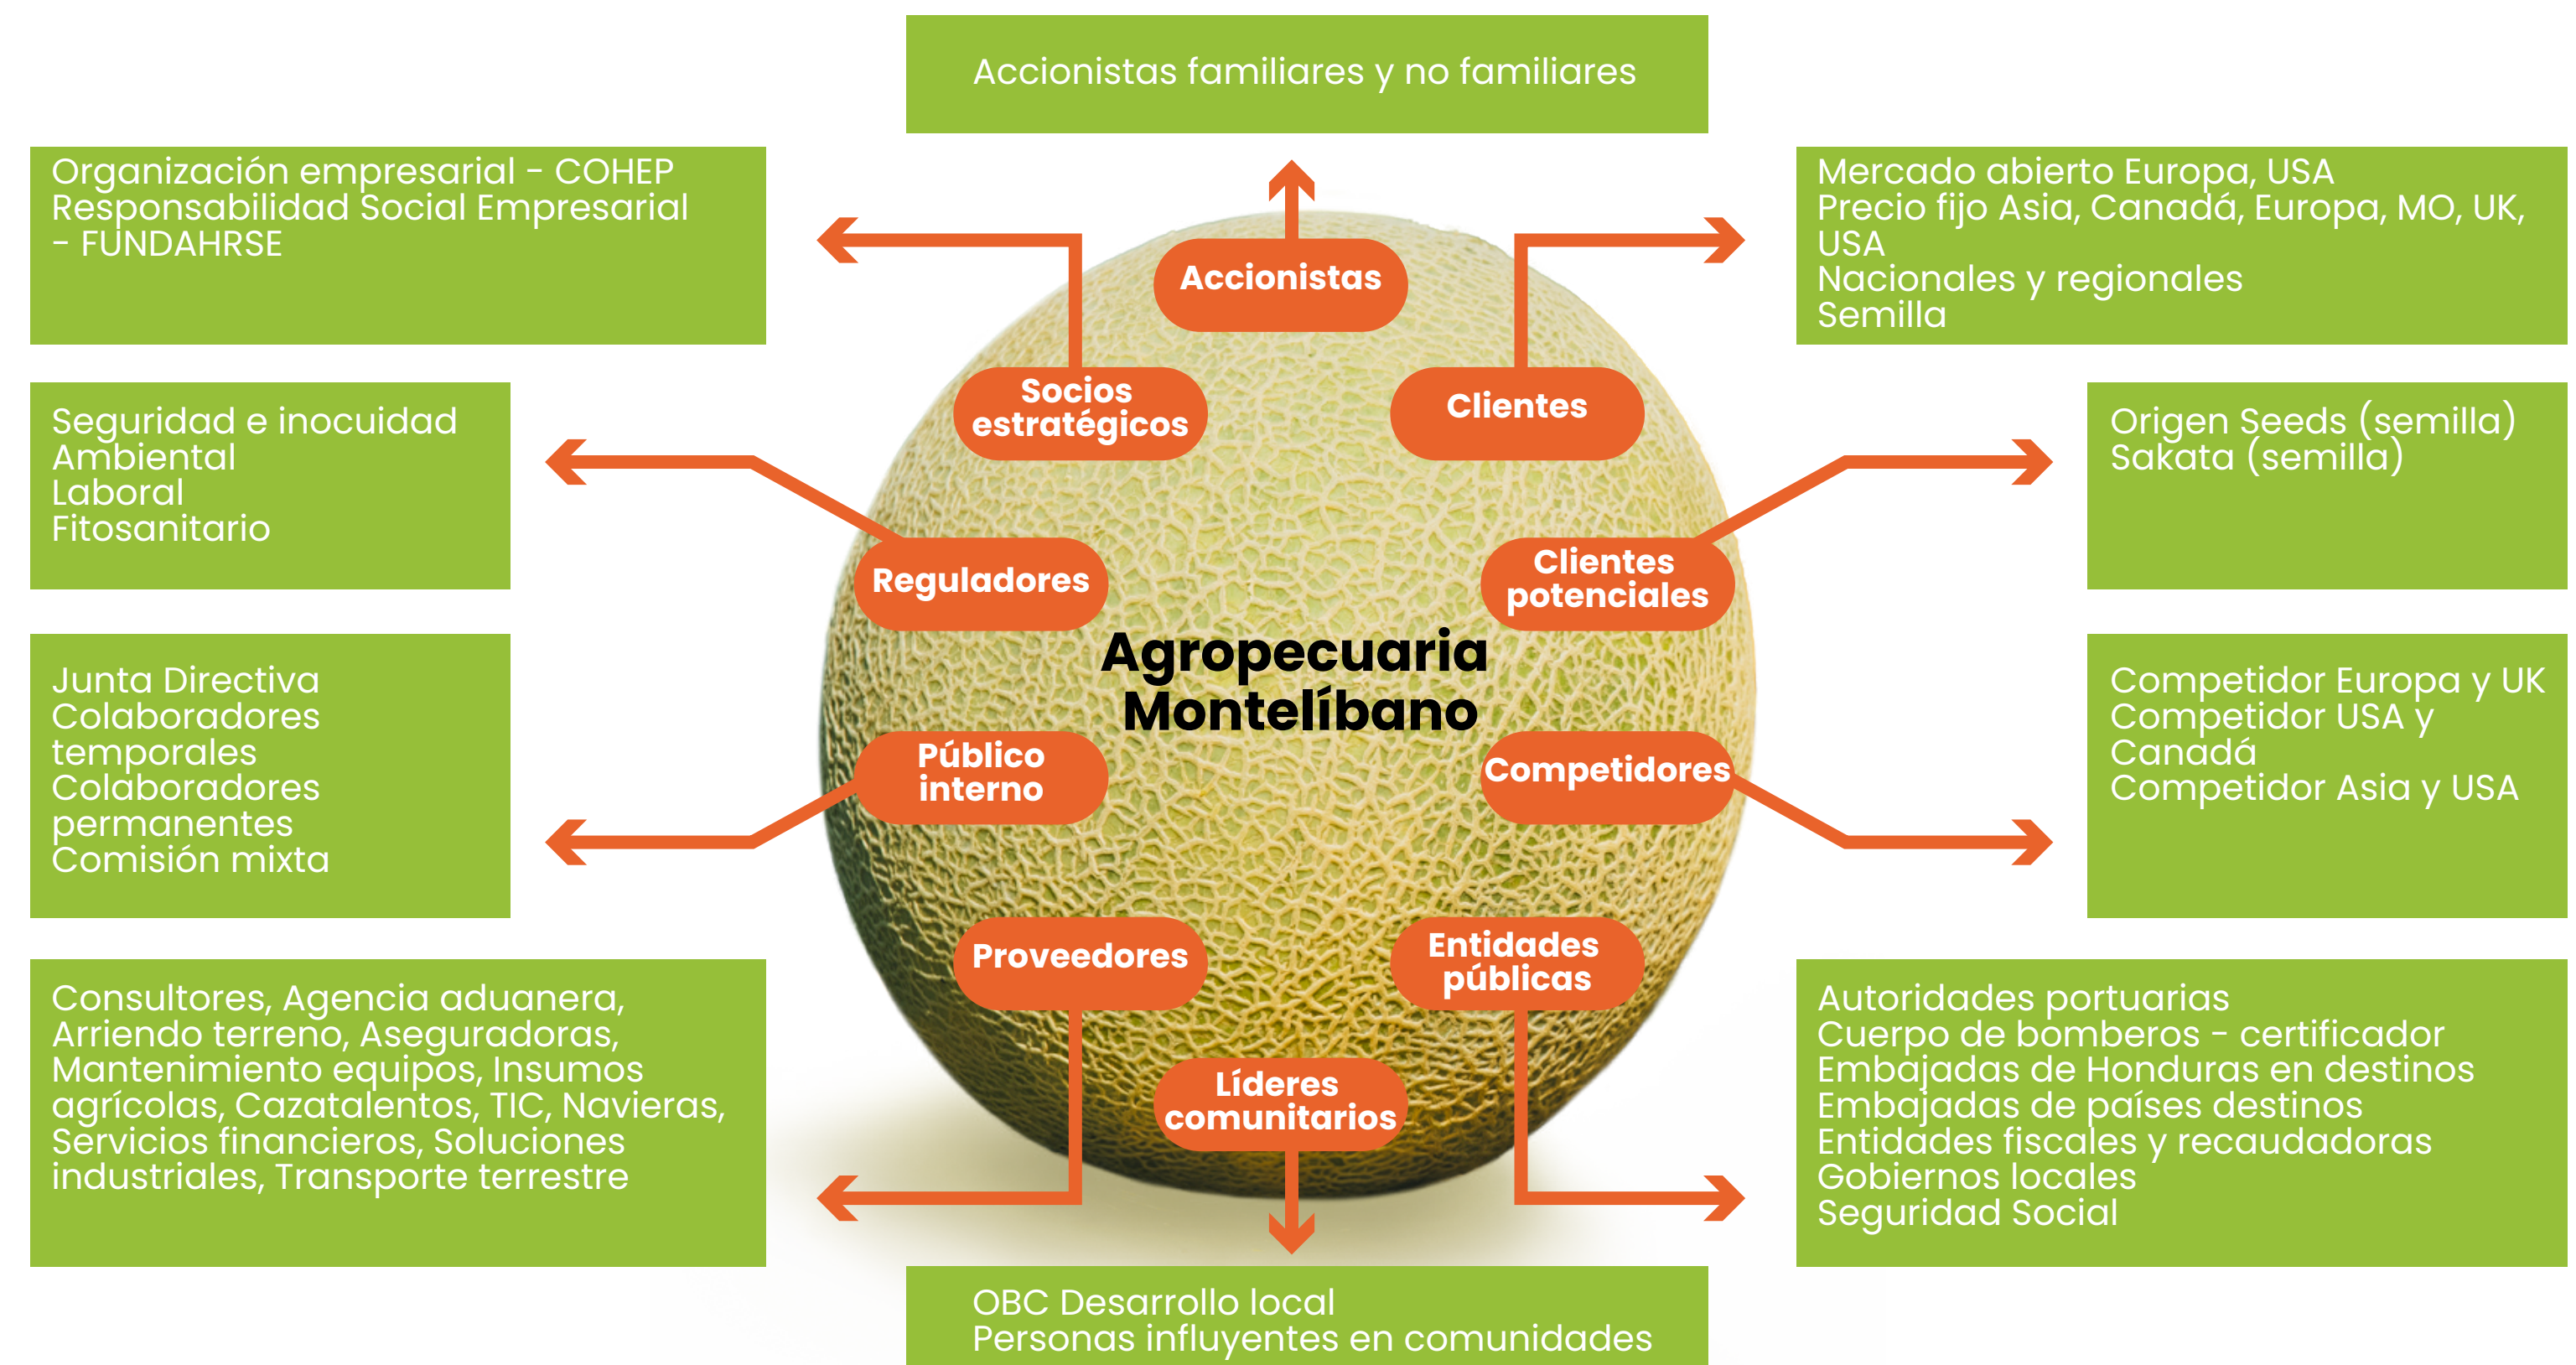 Accionistas familiares y no familiares
Organización empresarial - COHEP
Responsabilidad Social Empresarial
- FUNDAHRSE
Mercado abierto Europa, USA
Precio fijo Asia, Canadá, Europa, MO, UK,
USA
Nacionales y regionales
Semilla
Accionistas
Socios
estratégicos
Clientes
Seguridad e inocuidad
Ambiental
Laboral
Fitosanitario
Origen Seeds (semilla)
Sakata (semilla)
Reguladores
Clientes
potenciales
Agropecuaria
Montelíbano
Junta Directiva
Colaboradores
temporales
Colaboradores
permanentes
Comisión mixta
Público
interno
Competidores
Competidor Europa y UK
Competidor USA y
Canadá
Competidor Asia y USA
Proveedores
Entidades
públicas
Consultores, Agencia aduanera,
Arriendo terreno, Aseguradoras,
Mantenimiento equipos, Insumos
agrícolas, Cazatalentos, TIC, Navieras,
Servicios financieros, Soluciones
industriales, Transporte terrestre
Líderes
comunitarios
Autoridades portuarias
Cuerpo de bomberos - certificador
Embajadas de Honduras en destinos
Embajadas de países destinos
Entidades fiscales y recaudadoras
Gobiernos locales
Seguridad Social
OBC Desarrollo local
Personas influyentes en comunidades